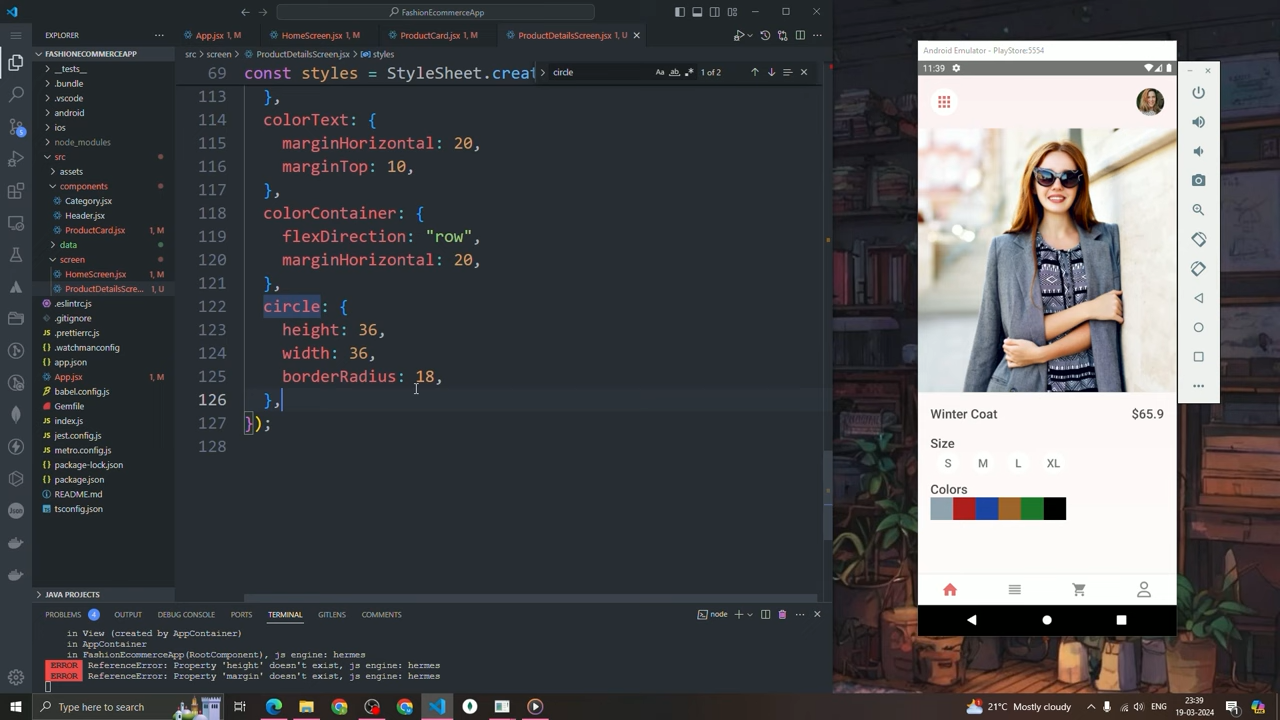 FashionEcommerceApp
EXPLORER
App.jsx 1, M
HomeScreen.jsx 1, M
ProductCard.jsx 1, M
ProductDetailsScreen.jsx 1, U
FASHIONECOMMERCEAPP
src > screen > ProductDetailsScreen.jsx > styles
__tests__
.bundle
.vscode
android
ios
node_modules
src
assets
components
Category.jsx
Header.jsx
ProductCard.jsx 1, M
data
screen
HomeScreen.jsx 1, M
ProductDetailsScre... 1, U
.eslintrc.js
.gitignore
.prettierrc.js
.watchmanconfig
app.json
App.jsx 1, M
babel.config.js
Gemfile
index.js
jest.config.js
metro.config.js
package-lock.json
package.json
README.md
tsconfig.json
JAVA PROJECTS
circle
Aa ab 1 of 2
69 const styles = StyleSheet.creat
113 },
114 colorText: {
115 marginHorizontal: 20,
116 marginTop: 10,
117 },
118 colorContainer: {
119 flexDirection: "row",
120 marginHorizontal: 20,
121 },
122 circle: {
123 height: 36,
124 width: 36,
125 borderRadius: 18,
126 },
127 });
128
PROBLEMS 4 OUTPUT DEBUG CONSOLE PORTS TERMINAL GITLENS COMMENTS
node
in View (created by AppContainer)
in AppContainer
in FashionEcommerceApp(RootComponent), js engine: hermes
ERROR ReferenceError: Property 'height' doesn't exist, js engine: hermes
ERROR ReferenceError: Property 'margin' doesn't exist, js engine: hermes
Android Emulator - PlayStore:5554
11:39
Winter Coat $65.9
Size
S M L XL
Colors
Type here to search
21°C Mostly cloudy
ENG
23:39
19-03-2024